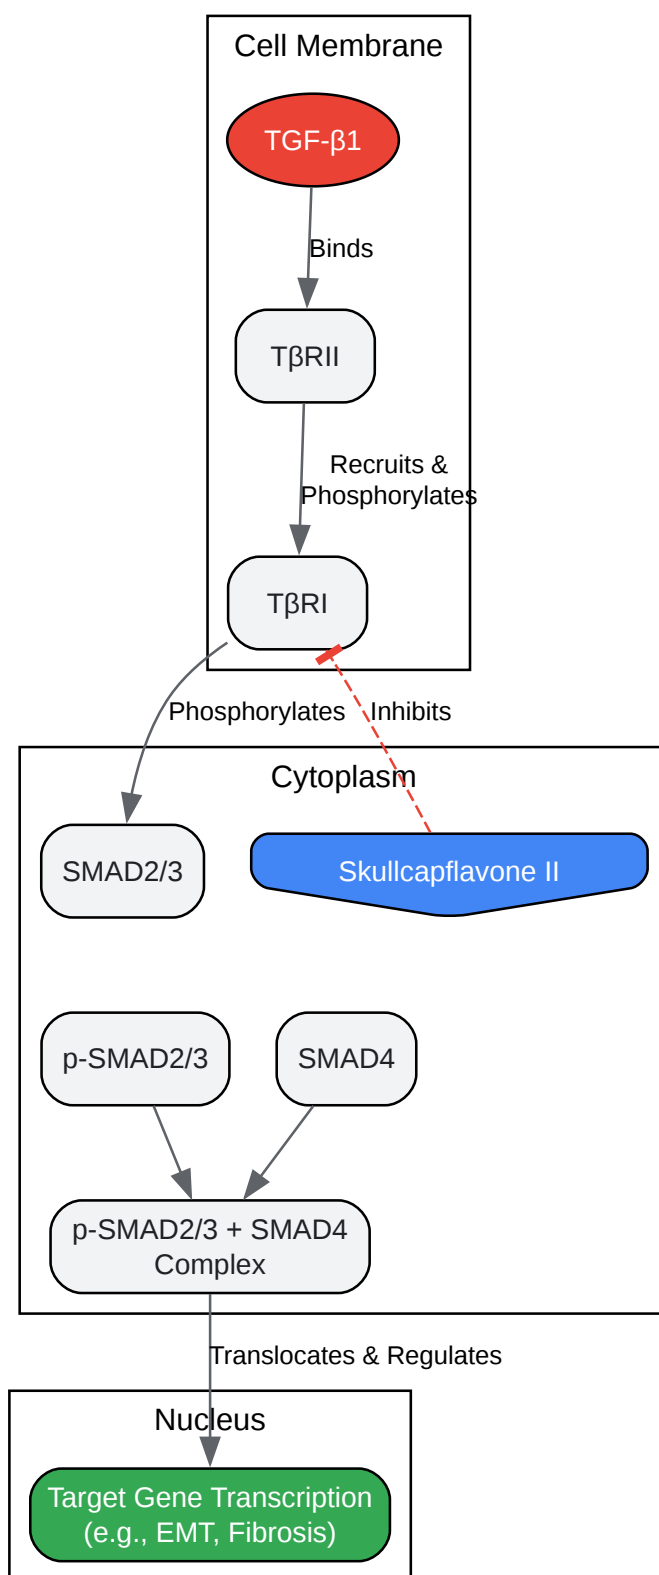 Cell Membrane
TGF-β1
Binds
TβRII
Recruits &
Phosphorylates
TβRI
Phosphorylates
Inhibits
Cytoplasm
SMAD2/3
Skullcapflavone II
p-SMAD2/3
SMAD4
p-SMAD2/3 + SMAD4
Complex
Translocates & Regulates
Nucleus
Target Gene Transcription
(e.g., EMT, Fibrosis)